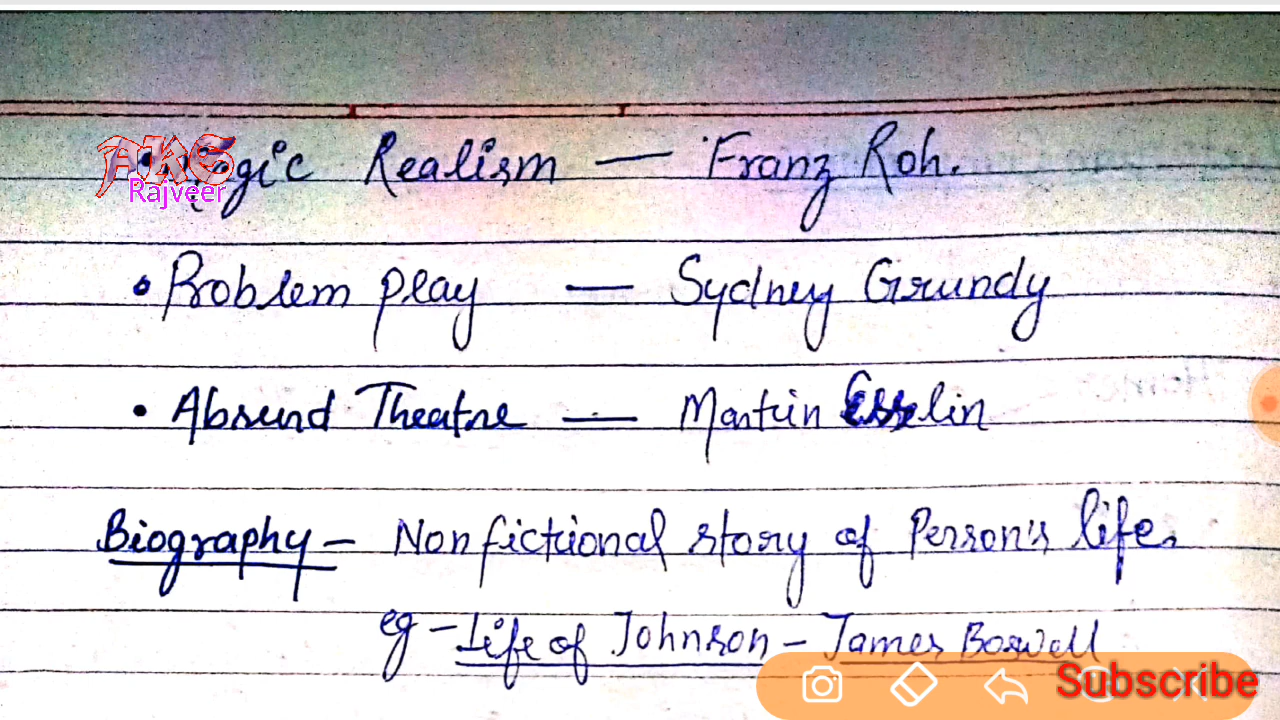 AKS
Rajveer
• Magic Realism — Franz Roh.
• Problem play — Sydney Grundy
• Absurd Theatre — Martin Esslin
Biography - Nonfictional story of Person's life.
eg - Life of Johnson - James Boswell
Subscribe